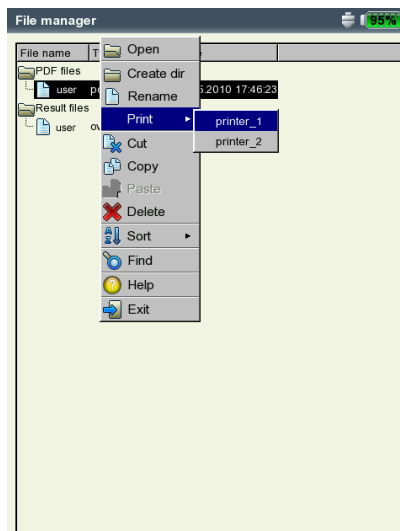 File manager
95%
File name
PDF files
user
5.2010 17:46:23
Result files
user
Open
Create dir
Rename
Print
printer_1
printer_2
Cut
Copy
Paste
Delete
Sort
Find
Help
Exit